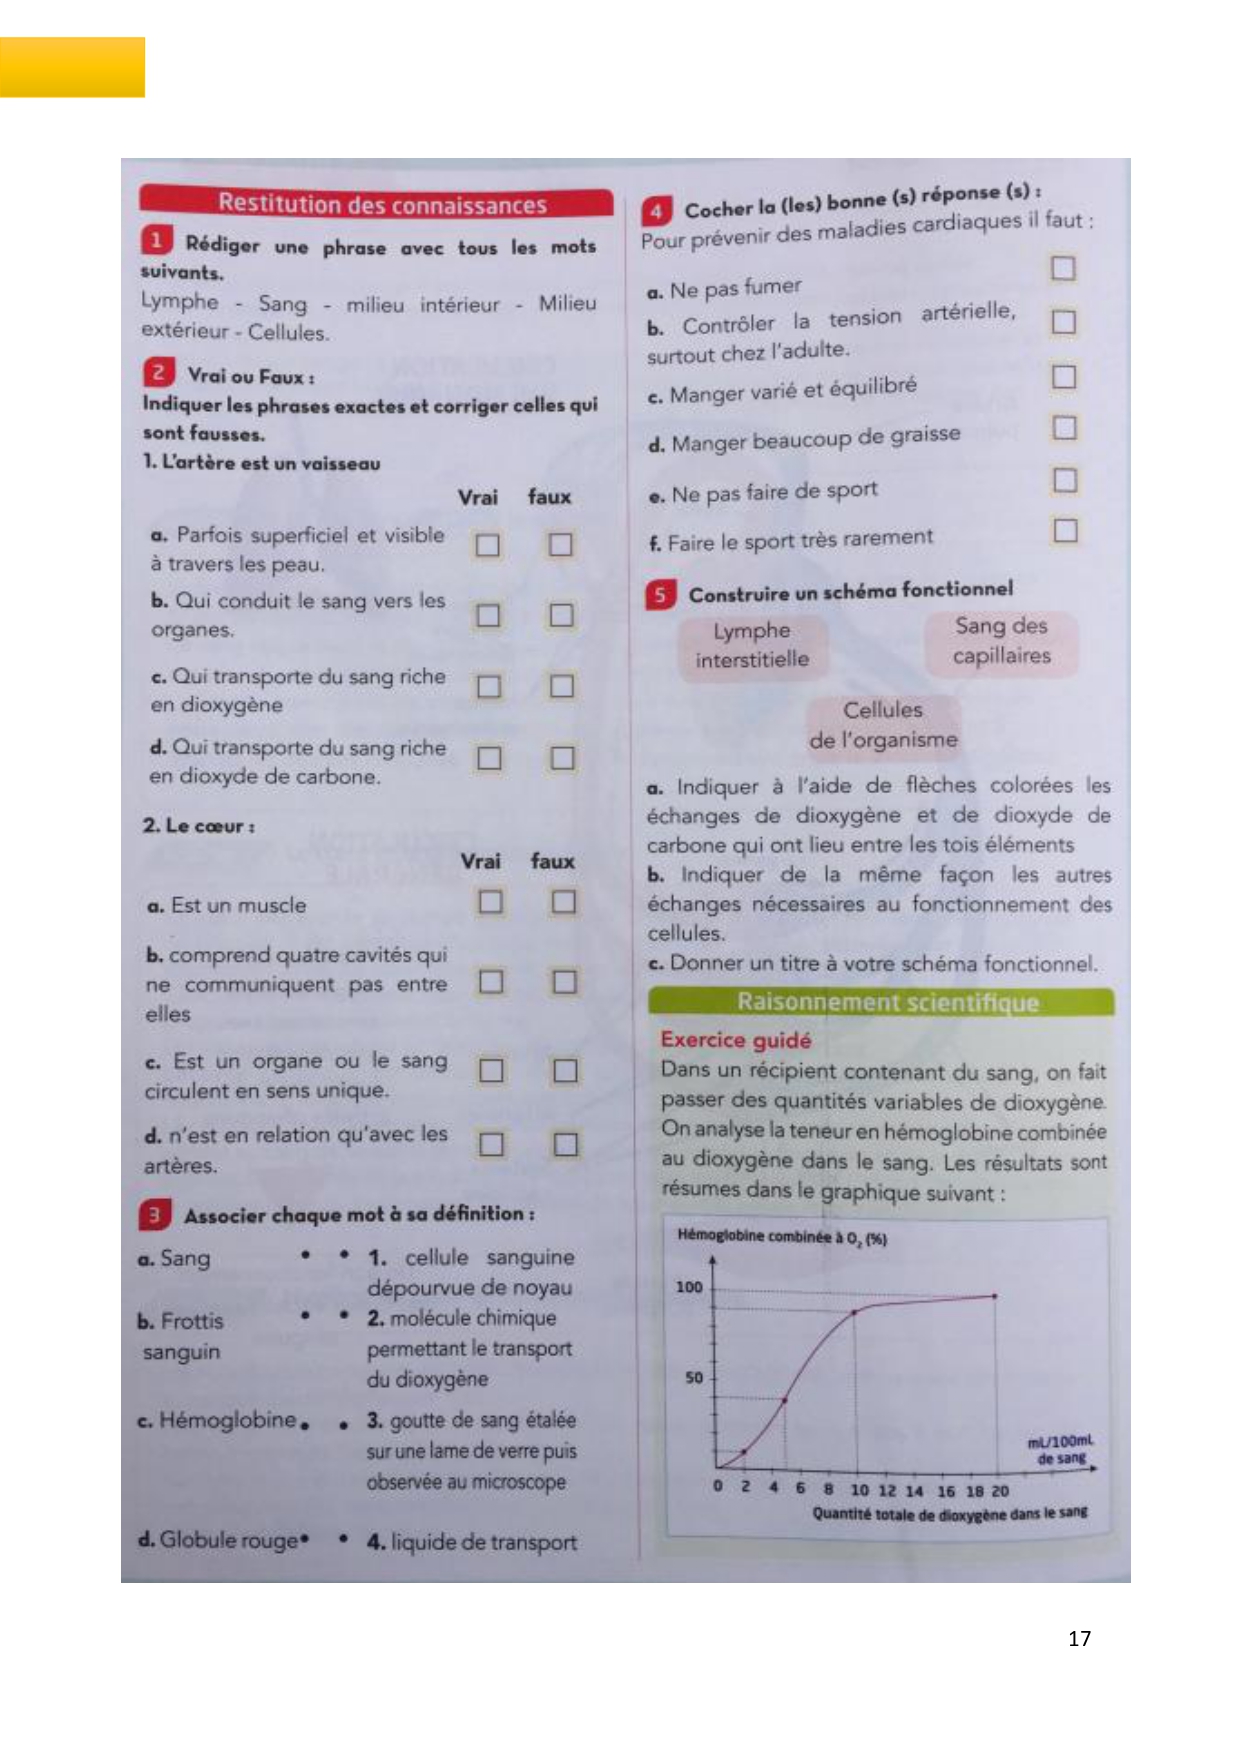 Restitution des connaissances
1 Rédiger une phrase avec tous les mots
suivants.
Lymphe - Sang - milieu intérieur - Milieu
extérieur - Cellules.
2 Vrai ou Faux :
Indiquer les phrases exactes et corriger celles qui
sont fausses.
1. L'artère est un vaisseau
Vrai faux
a. Parfois superficiel et visible
à travers les peau.
b. Qui conduit le sang vers les
organes.
c. Qui transporte du sang riche
en dioxygène
d. Qui transporte du sang riche
en dioxyde de carbone.
2. Le cœur :
Vrai faux
a. Est un muscle
b. comprend quatre cavités qui
ne communiquent pas entre
elles
c. Est un organe ou le sang
circulent en sens unique.
d. n'est en relation qu'avec les
artères.
3 Associer chaque mot à sa définition :
a. Sang • • 1. cellule sanguine
dépourvue de noyau
b. Frottis • • 2. molécule chimique
sanguin permettant le transport
du dioxygène
c. Hémoglobine • • 3. goutte de sang étalée
sur une lame de verre puis
observée au microscope
d. Globule rouge • • 4. liquide de transport
4 Cocher la (les) bonne (s) réponse (s) :
Pour prévenir des maladies cardiaques il faut :
a. Ne pas fumer
b. Contrôler la tension artérielle,
surtout chez l'adulte.
c. Manger varié et équilibré
d. Manger beaucoup de graisse
e. Ne pas faire de sport
f. Faire le sport très rarement
5 Construire un schéma fonctionnel
Lymphe
interstitielle
Sang des
capillaires
Cellules
de l'organisme
a. Indiquer à l'aide de flèches colorées les
échanges de dioxygène et de dioxyde de
carbone qui ont lieu entre les tois éléments
b. Indiquer de la même façon les autres
échanges nécessaires au fonctionnement des
cellules.
c. Donner un titre à votre schéma fonctionnel.
Raisonnement scientifique
Exercice guidé
Dans un récipient contenant du sang, on fait
passer des quantités variables de dioxygène.
On analyse la teneur en hémoglobine combinée
au dioxygène dans le sang. Les résultats sont
résumes dans le graphique suivant :
Hémoglobine combinée à O₂ (%)
100
50
mL/100mL
de sang
0 2 4 6 8 10 12 14 16 18 20
Quantité totale de dioxygène dans le sang
17